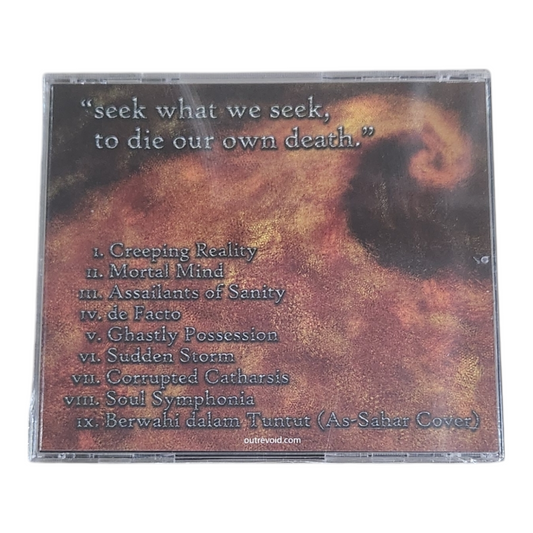 “seek what we seek,
to die our own death.”
I. Creeping Reality
II. Mortal Mind
III. Assailants of Sanity
IV. de Facto
V. Ghastly Possession
VI. Sudden Storm
VII. Corrupted Catharsis
VIII. Soul Symphonia
IX. Berwahi dalam Tuntut (As-Sahar Cover)
outrévoid.com